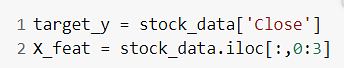 1 target_y = stock_data['Close']
2 X_feat = stock_data.iloc[:,0:3]